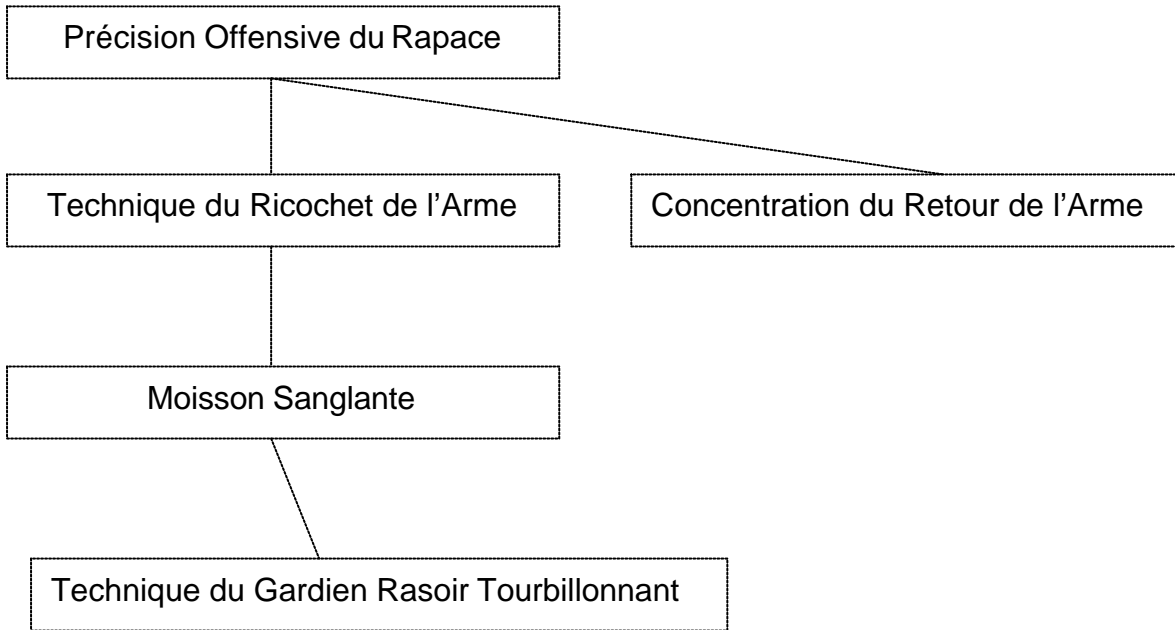 Précision Offensive du Rapace
Technique du Ricochet de l’Arme
Concentration du Retour de l’Arme
Moisson Sanglante
Technique du Gardien Rasoir Tourbillonnant